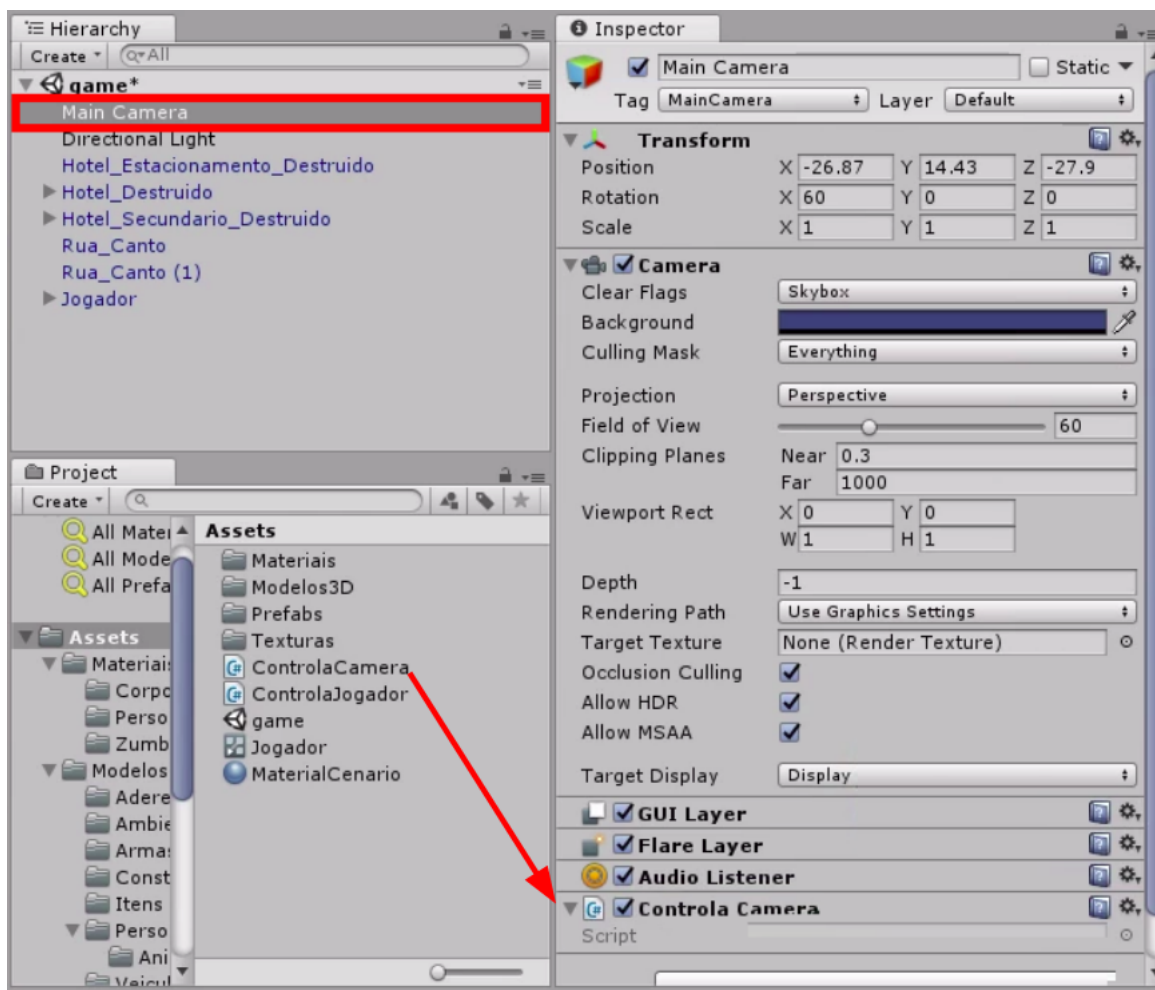 Hierarchy
Create All
game*
Main Camera
Directional Light
Hotel_Estacionamento_Destruido
Hotel_Destruido
Hotel_Secundario_Destruido
Rua_Canto
Rua_Canto (1)
Jogador
Project
Create
All Mater
All Mode
All Prefa
Assets
Materiais
Corpo
Perso
Zumb
Modelos
Adere
Ambie
Armas
Const
Itens
Perso
Ani
Veicul
Assets
Materiais
Modelos3D
Prefabs
Texturas
ControlaCamera
ControlaJogador
game
Jogador
MaterialCenario
Inspector
Main Camera Static
Tag MainCamera Layer Default
Transform
Position X -26.87 Y 14.43 Z -27.9
Rotation X 60 Y 0 Z 0
Scale X 1 Y 1 Z 1
Camera
Clear Flags Skybox
Background
Culling Mask Everything
Projection Perspective
Field of View 60
Clipping Planes Near 0.3
Far 1000
Viewport Rect X 0 Y 0
W 1 H 1
Depth -1
Rendering Path Use Graphics Settings
Target Texture None (Render Texture)
Occlusion Culling
Allow HDR
Allow MSAA
Target Display Display
GUI Layer
Flare Layer
Audio Listener
Controla Camera
Script